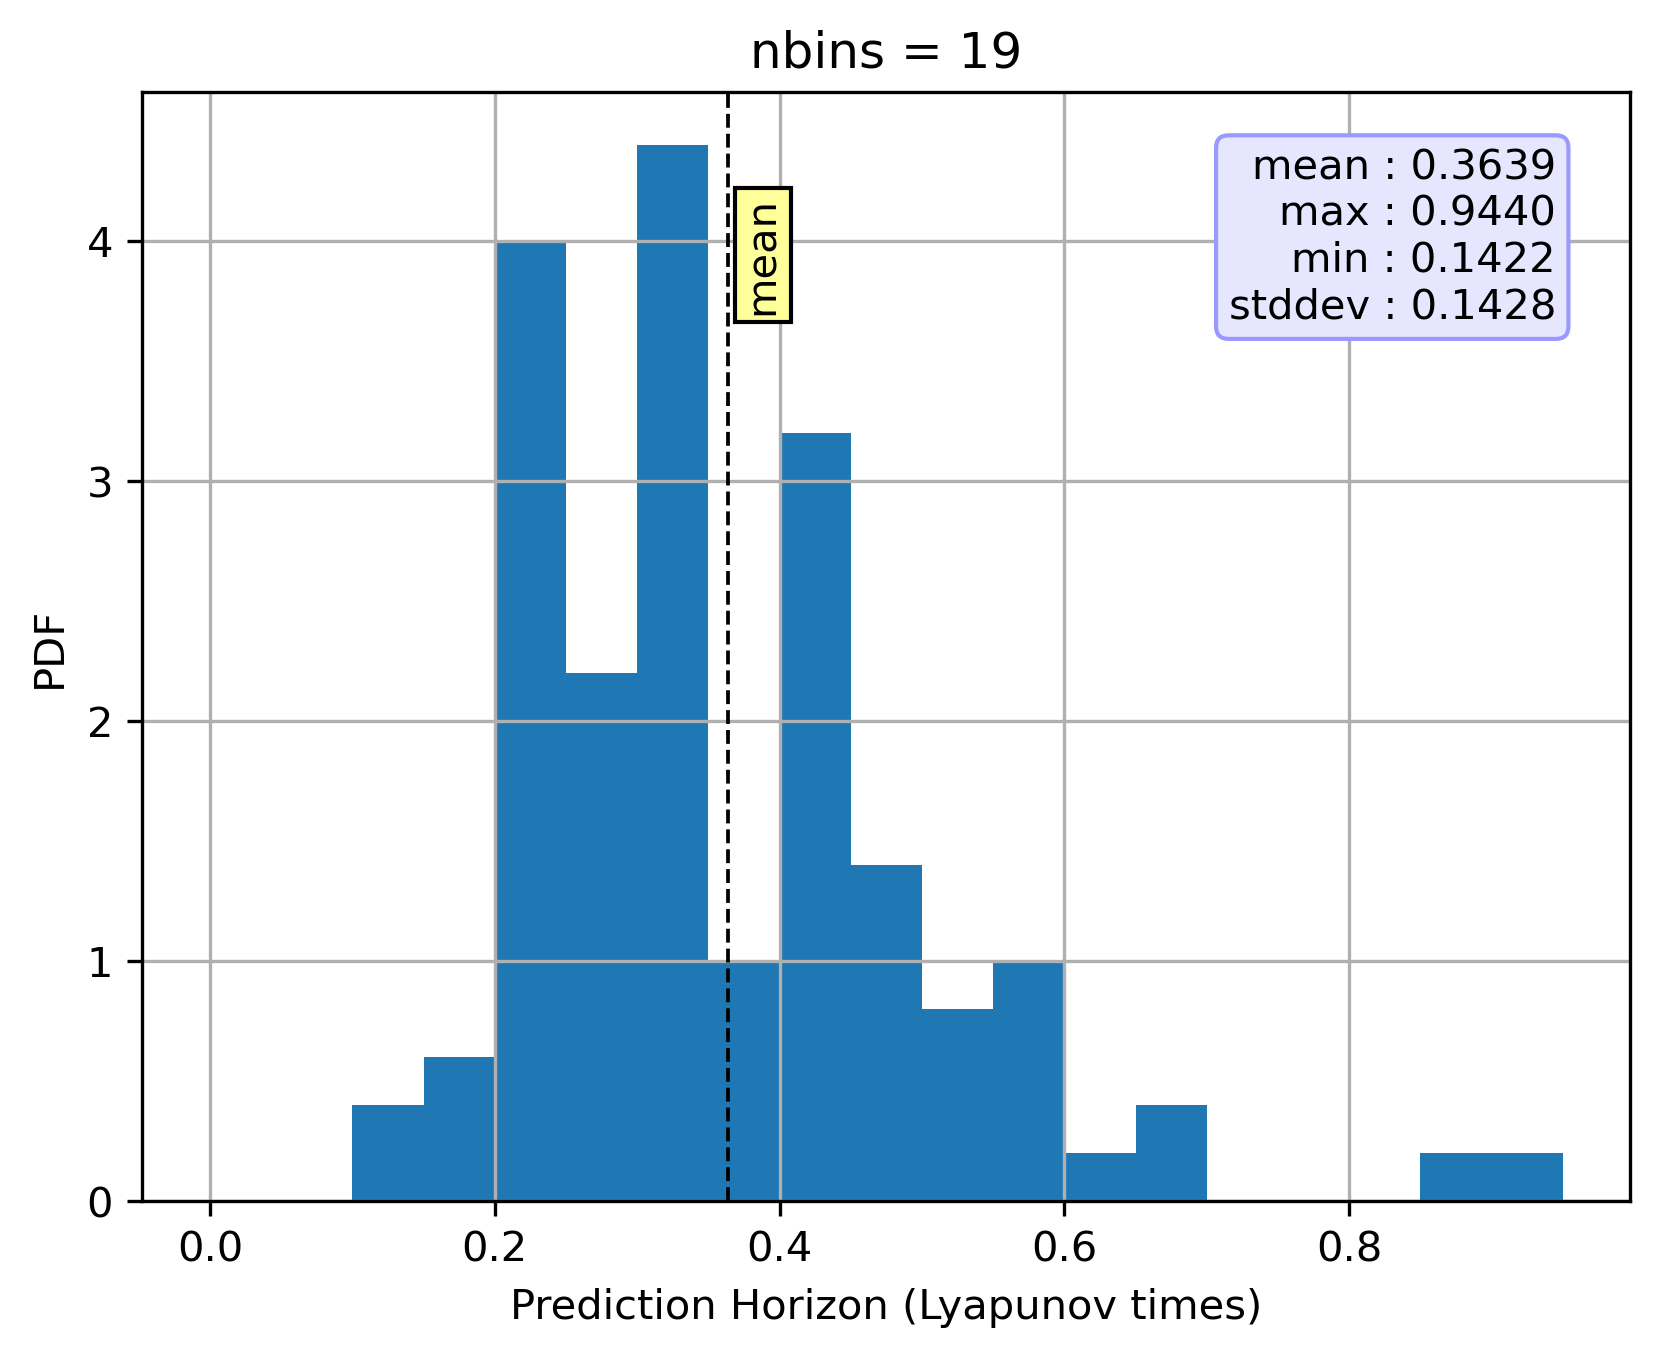 nbins = 19
mean : 0.3639
max : 0.9440
min : 0.1422
stddev : 0.1428
mean
PDF
4
3
2
1
0
0.0 0.2 0.4 0.6 0.8
Prediction Horizon (Lyapunov times)